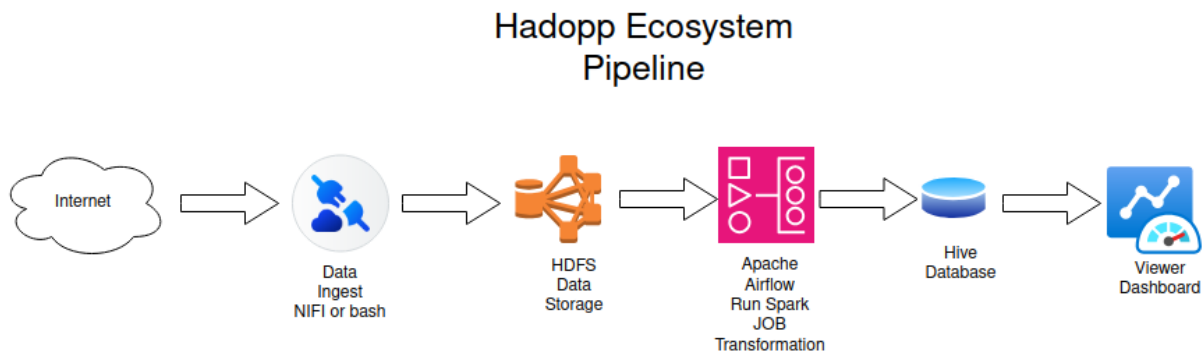 Hadopp Ecosystem
Pipeline
Internet
Data
Ingest
NIFI or bash
HDFS
Data
Storage
Apache
Airflow
Run Spark
JOB
Transformation
Hive
Database
Viewer
Dashboard